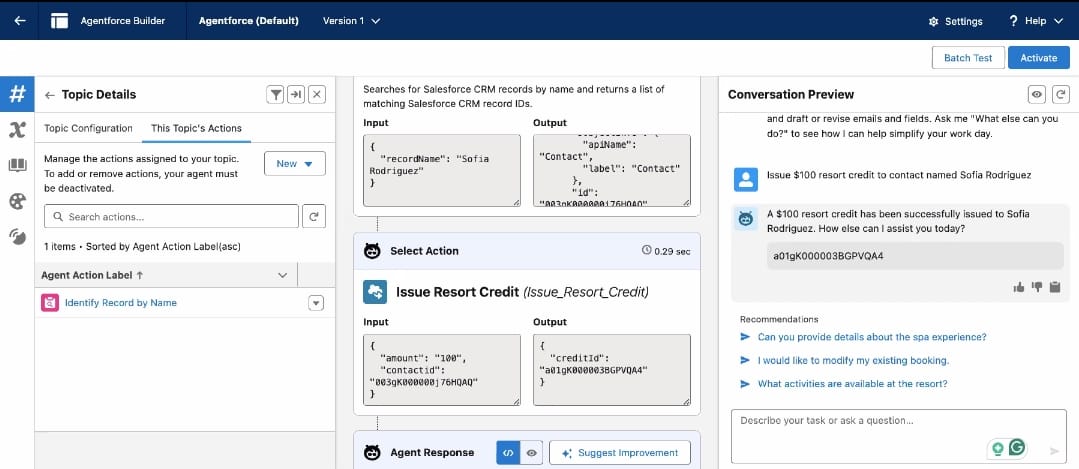 Agentforce Builder
Agentforce (Default)
Version 1
Settings
? Help
Batch Test
Activate
Topic Details
Topic Configuration
This Topic's Actions
Manage the actions assigned to your topic.
To add or remove actions, your agent must
be deactivated.
New
Search actions...
1 items • Sorted by Agent Action Label(asc)
Agent Action Label ↑
Identify Record by Name
Searches for Salesforce CRM records by name and returns a list of
matching Salesforce CRM record IDs.
Input
{
"recordName": "Sofia
Rodriguez"
}
Output
"apiName":
"Contact",
"label": "Contact"
},
"id":
"003gK000000j76HQAQ"
Select Action
0.29 sec
Issue Resort Credit (Issue_Resort_Credit)
Input
{
"amount": "100",
"contactid":
"003gK000000j76HQAQ"
}
Output
{
"creditId":
"a01gK000003BGPVQA4"
}
Agent Response
</>
Suggest Improvement
Conversation Preview
and draft or revise emails and fields. Ask me "What else can you
do?" to see how I can help simplify your work day.
Issue $100 resort credit to contact named Sofia Rodriguez
A $100 resort credit has been successfully issued to Sofia
Rodriguez. How else can I assist you today?
a01gK000003BGPVQA4
Recommendations
Can you provide details about the spa experience?
I would like to modify my existing booking.
What activities are available at the resort?
Describe your task or ask a question...